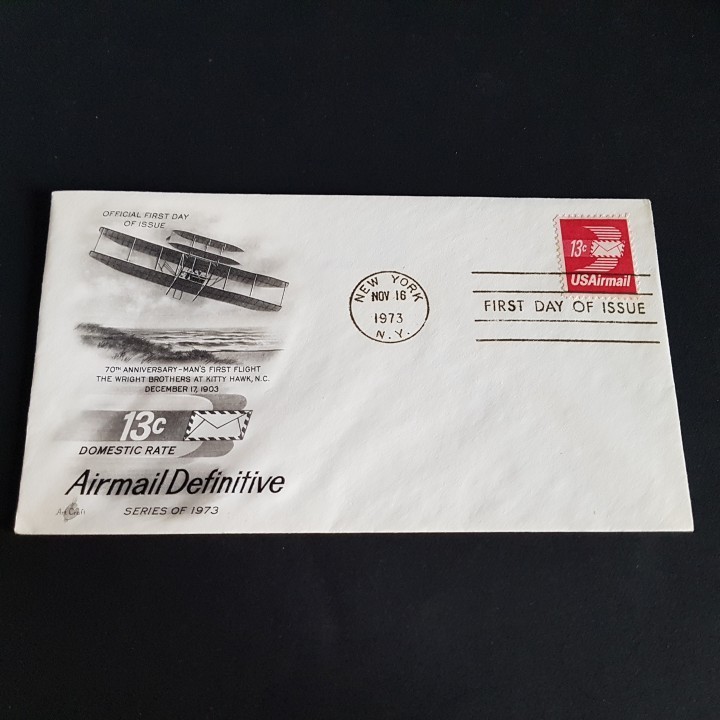 OFFICIAL FIRST DAY
OF ISSUE
70TH ANNIVERSARY-MAN'S FIRST FLIGHT
THE WRIGHT BROTHERS AT KITTY HAWK, N.C.
DECEMBER 17, 1903
13c
DOMESTIC RATE
Airmail Definitive
SERIES OF 1973
Art Craft
NEW YORK
NOV 16
1973
N.Y.
13c
USAirmail
FIRST DAY OF ISSUE